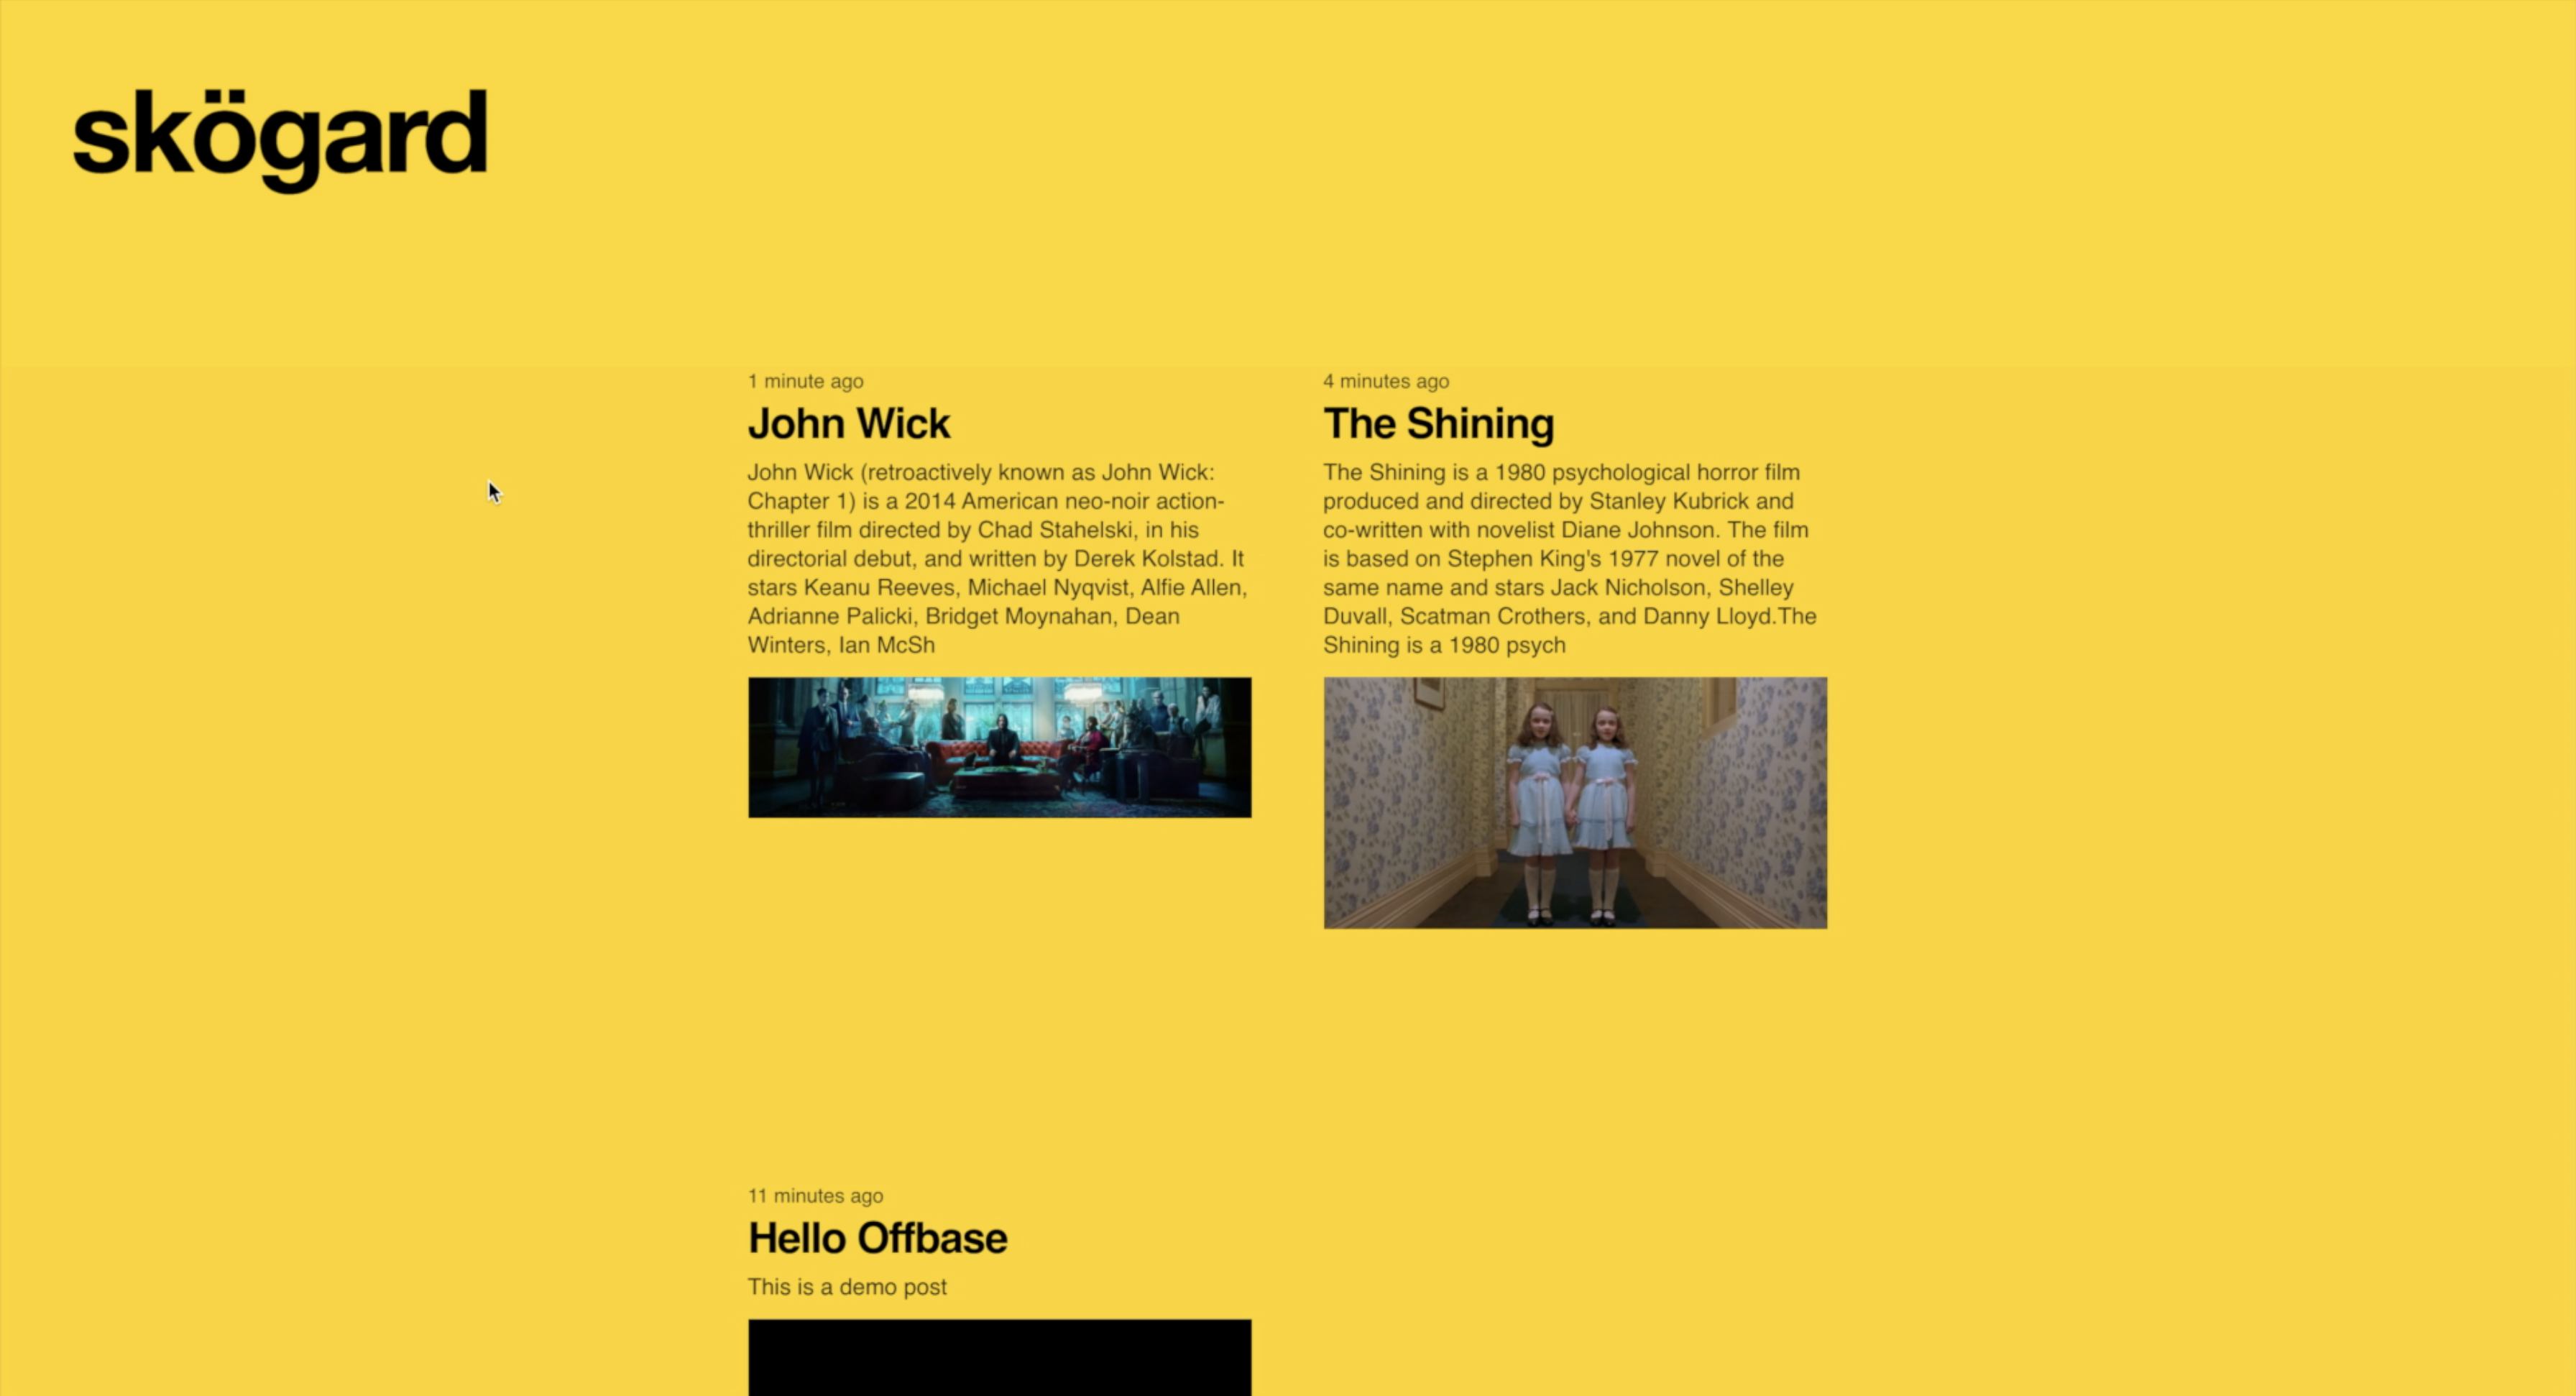 skögard
1 minute ago
John Wick
John Wick (retroactively known as John Wick:
Chapter 1) is a 2014 American neo-noir action-
thriller film directed by Chad Stahelski, in his
directorial debut, and written by Derek Kolstad. It
stars Keanu Reeves, Michael Nyqvist, Alfie Allen,
Adrianne Palicki, Bridget Moynahan, Dean
Winters, Ian McSh
4 minutes ago
The Shining
The Shining is a 1980 psychological horror film
produced and directed by Stanley Kubrick and
co-written with novelist Diane Johnson. The film
is based on Stephen King's 1977 novel of the
same name and stars Jack Nicholson, Shelley
Duvall, Scatman Crothers, and Danny Lloyd.The
Shining is a 1980 psych
11 minutes ago
Hello Offbase
This is a demo post